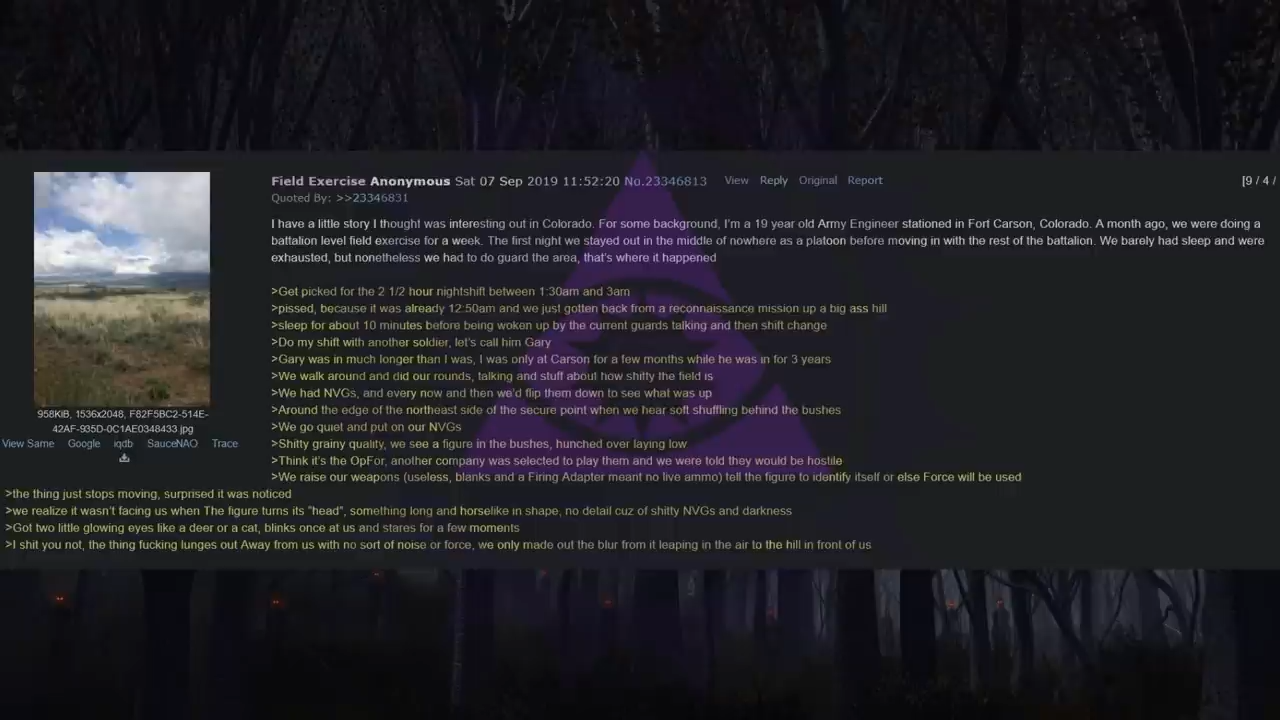 Field Exercise Anonymous Sat 07 Sep 2019 11:52:20 No.23346813 View Reply Original Report [9 / 4 /
Quoted By: >>23346831
I have a little story I thought was interesting out in Colorado. For some background, I'm a 19 year old Army Engineer stationed in Fort Carson, Colorado. A month ago, we were doing a
battalion level field exercise for a week. The first night we stayed out in the middle of nowhere as a platoon before moving in with the rest of the battalion. We barely had sleep and were
exhausted, but nonetheless we had to do guard the area, that's where it happened
>Get picked for the 2 1/2 hour nightshift between 1:30am and 3am
>pissed, because it was already 12:50am and we just gotten back from a reconnaissance mission up a big ass hill
>sleep for about 10 minutes before being woken up by the current guards talking and then shift change
>Do my shift with another soldier, let's call him Gary
>Gary was in much longer than I was, I was only at Carson for a few months while he was in for 3 years
>We walk around and did our rounds, talking and stuff about how shitty the field is
>We had NVGs, and every now and then we'd flip them down to see what was up
>Around the edge of the northeast side of the secure point when we hear soft shuffling behind the bushes
>We go quiet and put on our NVGs
>Shitty grainy quality, we see a figure in the bushes, hunched over laying low
>Think it's the OpFor, another company was selected to play them and we were told they would be hostile
>We raise our weapons (useless, blanks and a Firing Adapter meant no live ammo) tell the figure to identify itself or else Force will be used
958KiB, 1536x2048, F82F5BC2-514E-
42AF-935D-0C1AE0348433.jpg
View Same Google iqdb SauceNAO Trace
>the thing just stops moving, surprised it was noticed
>we realize it wasn't facing us when The figure turns its "head", something long and horselike in shape, no detail cuz of shitty NVGs and darkness
>Got two little glowing eyes like a deer or a cat, blinks once at us and stares for a few moments
>I shit you not, the thing fucking lunges out Away from us with no sort of noise or force, we only made out the blur from it leaping in the air to the hill in front of us